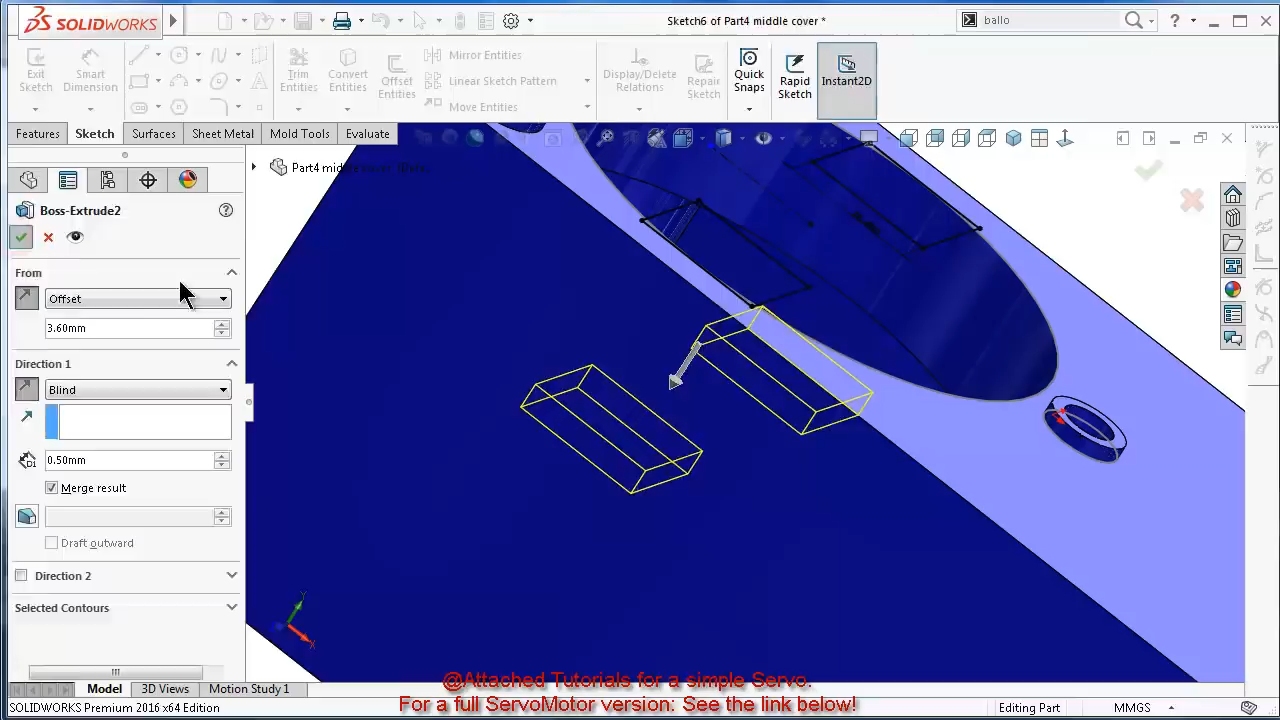 SOLIDWORKS
Sketch6 of Part4 middle cover *
ballo
Exit Sketch
Smart Dimension
Trim Entities
Convert Entities
Offset Entities
Mirror Entities
Linear Sketch Pattern
Move Entities
Display/Delete Relations
Repair Sketch
Quick Snaps
Rapid Sketch
Instant2D
Features
Sketch
Surfaces
Sheet Metal
Mold Tools
Evaluate
Boss-Extrude2
From
Offset
3.60mm
Direction 1
Blind
0.50mm
Merge result
Draft outward
Direction 2
Selected Contours
Part4 middle cover
Y
X
Model
3D Views
Motion Study 1
@Attached Tutorials for a simple Servo.
For a full ServoMotor version: See the link below!
SOLIDWORKS Premium 2016 x64 Edition
Editing Part
MMGS